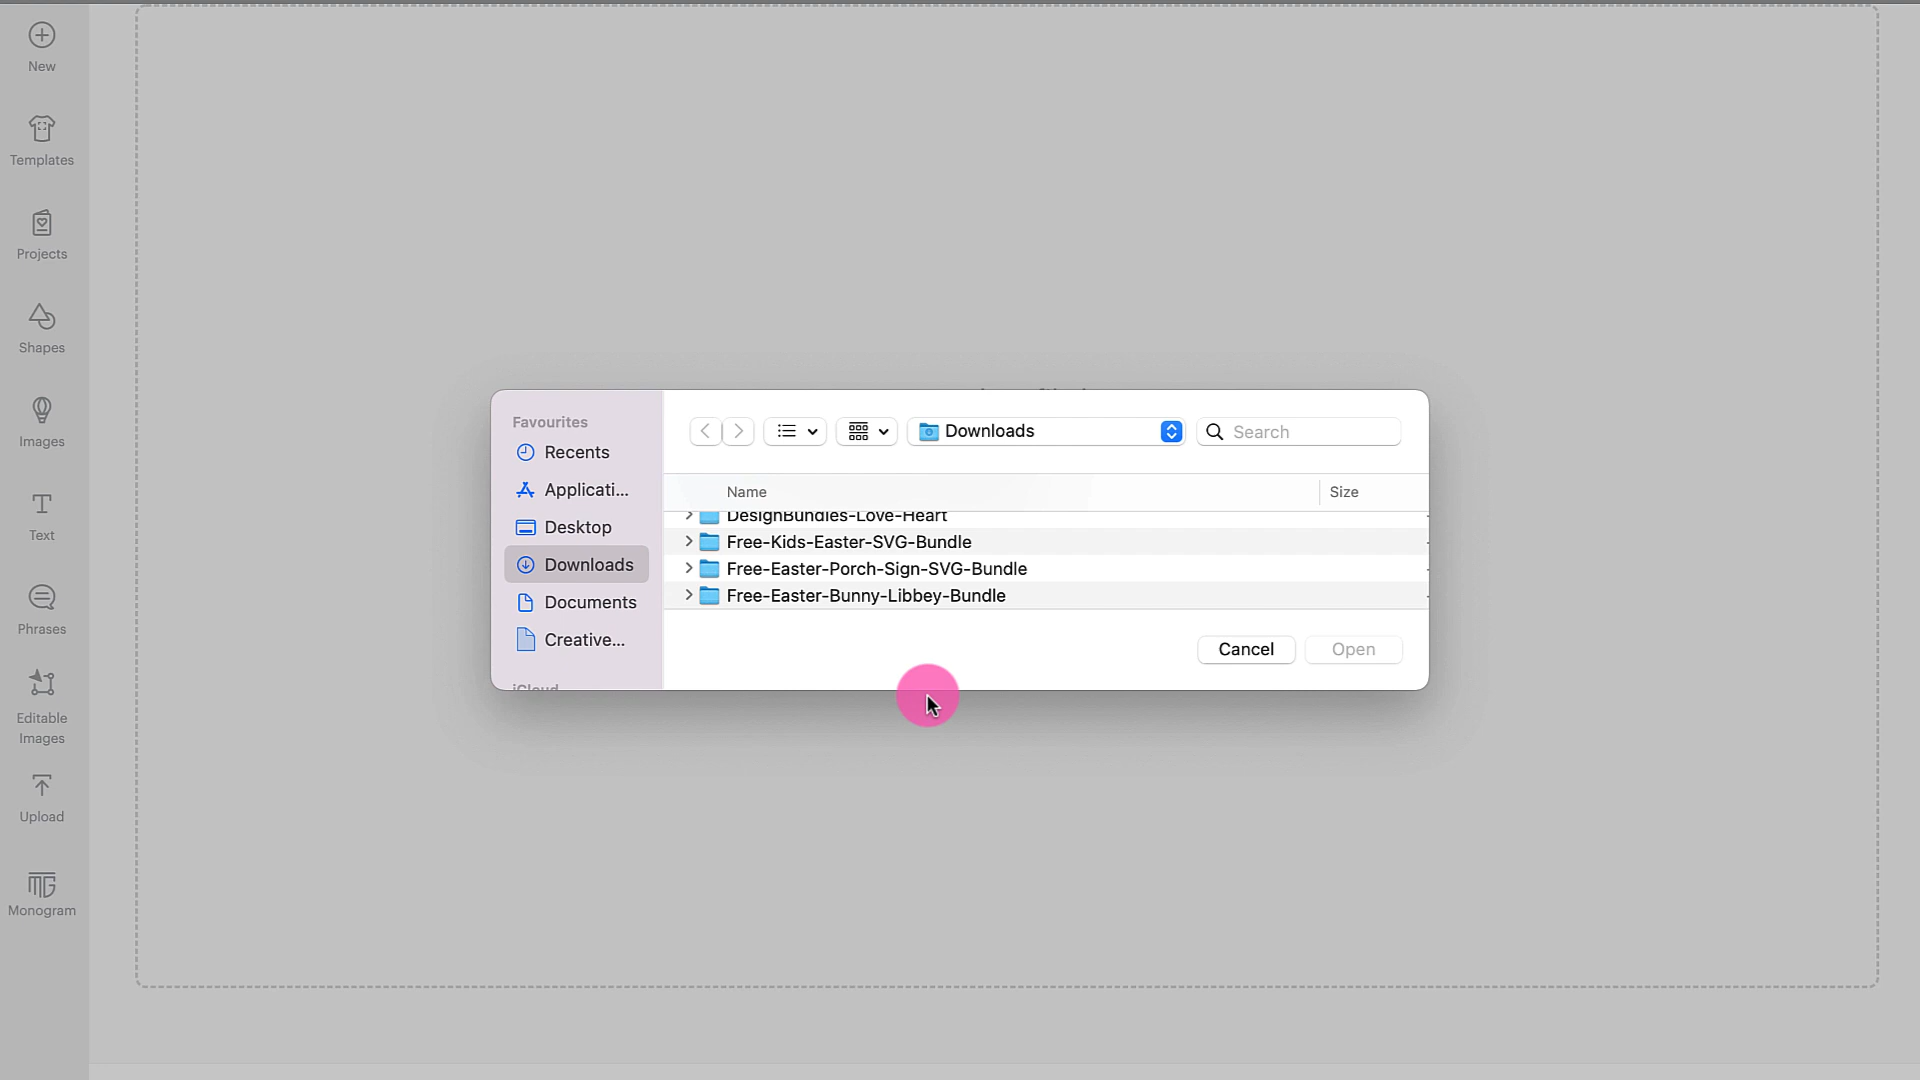 New
Templates
Projects
Shapes
Images
Text
Phrases
Editable
Images
Upload
Monogram
Favourites
Recents
Applicati...
Desktop
Downloads
Documents
Creative...
iCloud
Downloads
Search
Name
Size
DesignBundles-Love-Heart
Free-Kids-Easter-SVG-Bundle
Free-Easter-Porch-Sign-SVG-Bundle
Free-Easter-Bunny-Libbey-Bundle
Cancel
Open